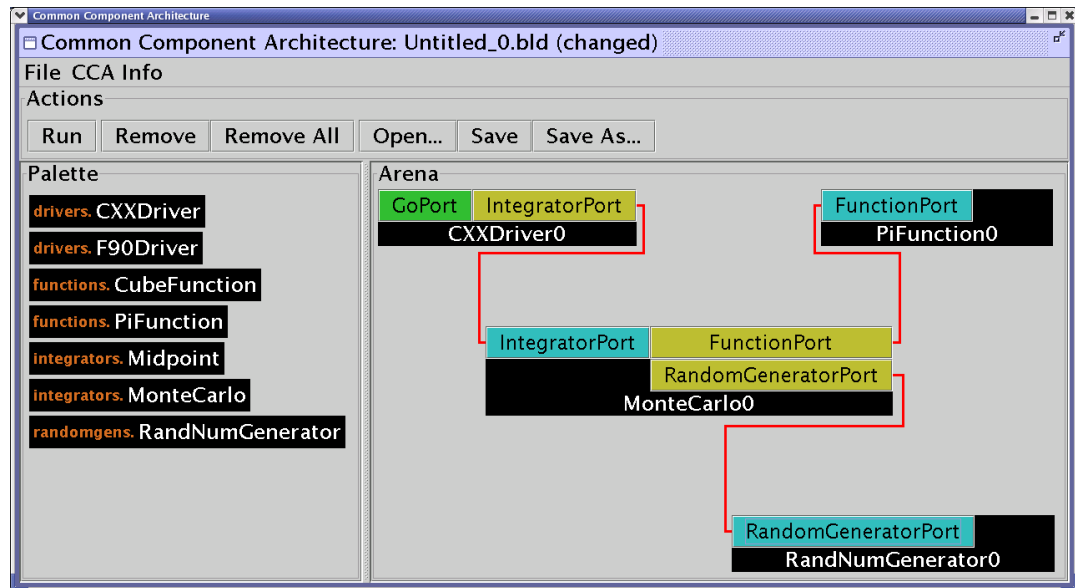 Common Component Architecture
Common Component Architecture: Untitled_0.bld (changed)
File CCA Info
Actions
Run Remove Remove All Open... Save Save As...
Palette
drivers. CXXDriver
drivers. F90Driver
functions. CubeFunction
functions. PiFunction
integrators. Midpoint
integrators. MonteCarlo
randomgens. RandNumGenerator
Arena
GoPort IntegratorPort
CXXDriver0
FunctionPort
PiFunction0
IntegratorPort FunctionPort
RandomGeneratorPort
MonteCarlo0
RandomGeneratorPort
RandNumGenerator0